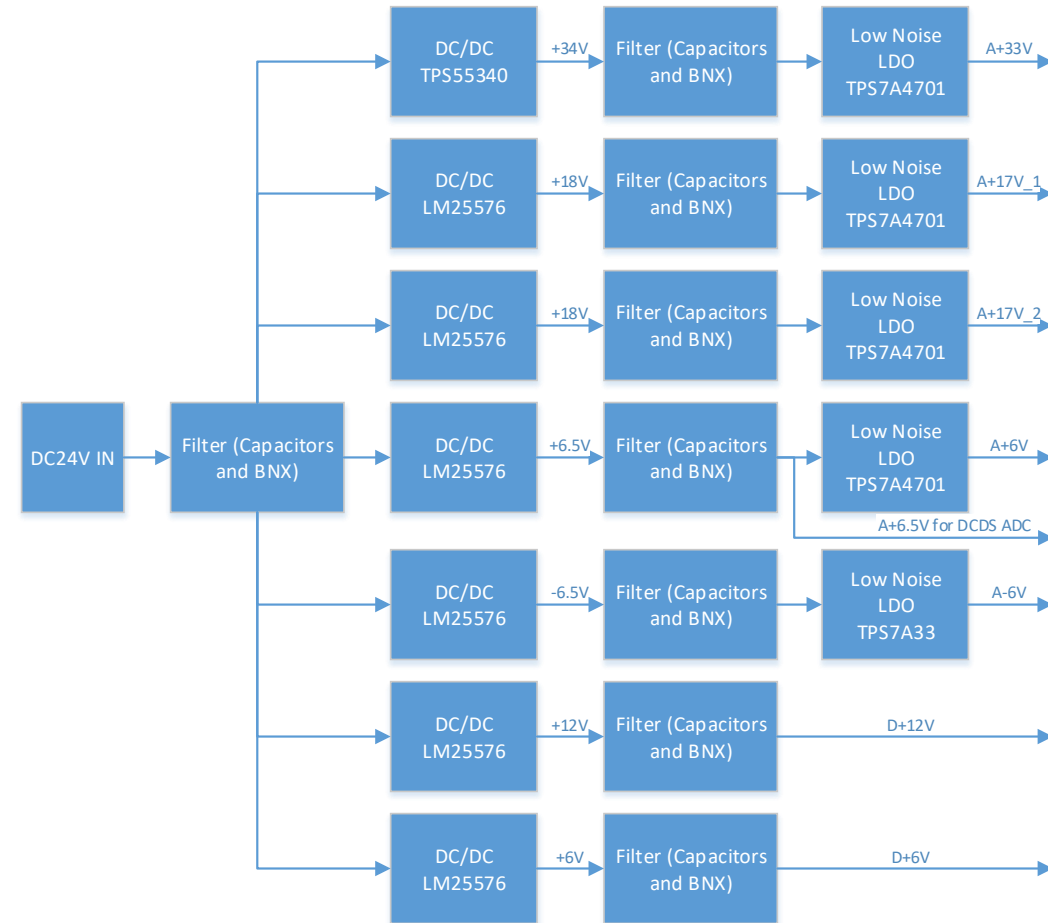 DC/DC
TPS55340
+34V
Filter (Capacitors
and BNX)
Low Noise
LDO
TPS7A4701
A+33V
DC/DC
LM25576
+18V
Filter (Capacitors
and BNX)
Low Noise
LDO
TPS7A4701
A+17V_1
DC/DC
LM25576
+18V
Filter (Capacitors
and BNX)
Low Noise
LDO
TPS7A4701
A+17V_2
DC24V IN
Filter (Capacitors
and BNX)
DC/DC
LM25576
+6.5V
Filter (Capacitors
and BNX)
Low Noise
LDO
TPS7A4701
A+6V
A+6.5V for DCDS ADC
DC/DC
LM25576
-6.5V
Filter (Capacitors
and BNX)
Low Noise
LDO
TPS7A33
A-6V
DC/DC
LM25576
+12V
Filter (Capacitors
and BNX)
D+12V
DC/DC
LM25576
+6V
Filter (Capacitors
and BNX)
D+6V